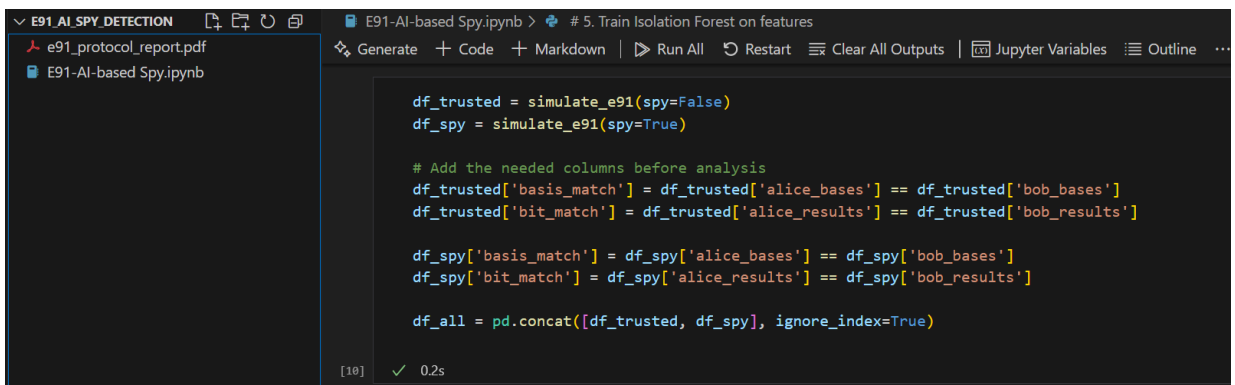 E91_AI_SPY_DETECTION
e91_protocol_report.pdf
E91-AI-based Spy.ipynb
E91-AI-based Spy.ipynb > # 5. Train Isolation Forest on features
Generate + Code + Markdown | Run All Restart Clear All Outputs | Jupyter Variables Outline ...
df_trusted = simulate_e91(spy=False)
df_spy = simulate_e91(spy=True)
# Add the needed columns before analysis
df_trusted['basis_match'] = df_trusted['alice_bases'] == df_trusted['bob_bases']
df_trusted['bit_match'] = df_trusted['alice_results'] == df_trusted['bob_results']
df_spy['basis_match'] = df_spy['alice_bases'] == df_spy['bob_bases']
df_spy['bit_match'] = df_spy['alice_results'] == df_spy['bob_results']
df_all = pd.concat([df_trusted, df_spy], ignore_index=True)
[10] ✓ 0.2s